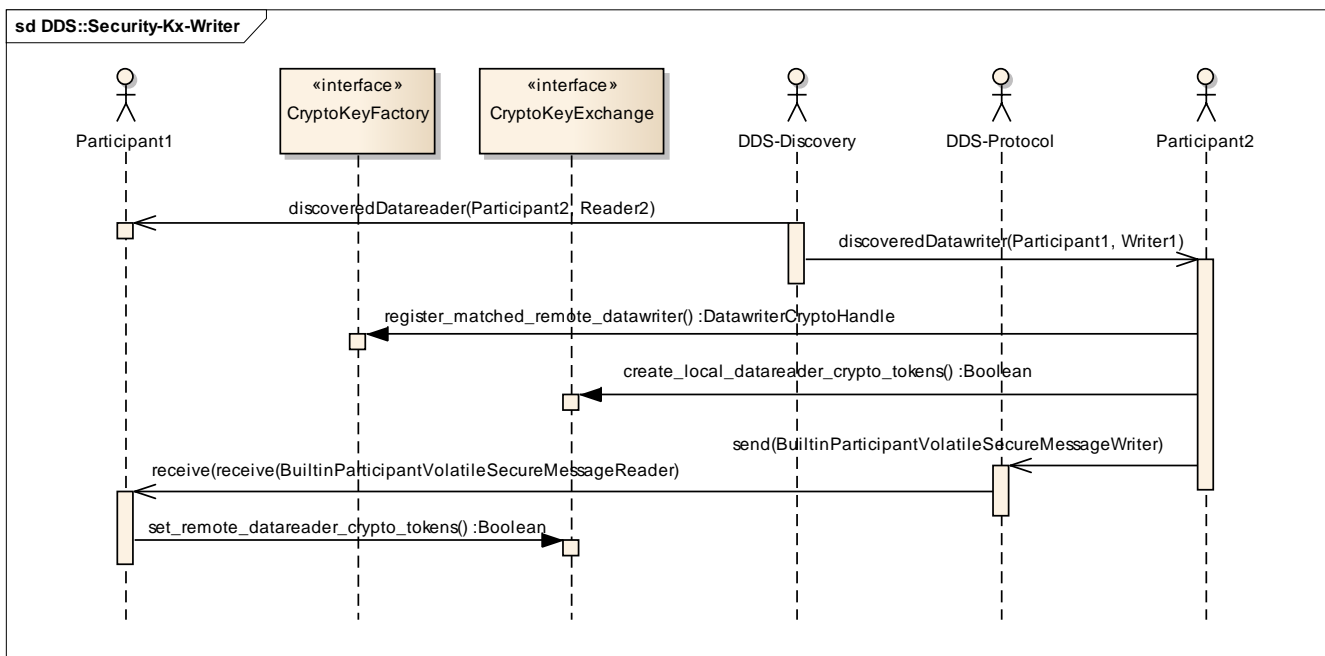 sd DDS::Security-Kx-Writer
«interface»
CryptoKeyFactory
«interface»
CryptoKeyExchange
Participant1
DDS-Discovery
DDS-Protocol
Participant2
discoveredDatareader(Participant2, Reader2)
discoveredDatawriter(Participant1, Writer1)
register_matched_remote_datawriter() :DatawriterCryptoHandle
create_local_datareader_crypto_tokens() :Boolean
send(BuiltinParticipantVolatileSecureMessageWriter)
receive(receive(BuiltinParticipantVolatileSecureMessageReader)
set_remote_datareader_crypto_tokens() :Boolean